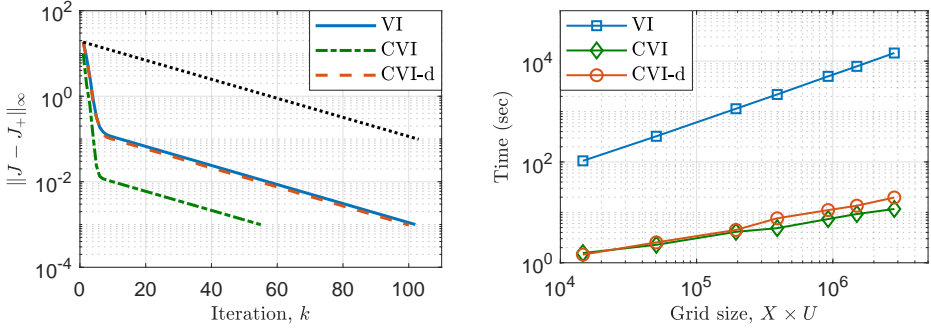 10^2
10^0
10^-2
10^-4
‖J − J_+‖_∞
0 20 40 60 80 100
Iteration, k
VI
CVI
CVI-d
10^4
10^2
10^0
Time (sec)
10^4 10^5 10^6
Grid size, X × U
VI
CVI
CVI-d